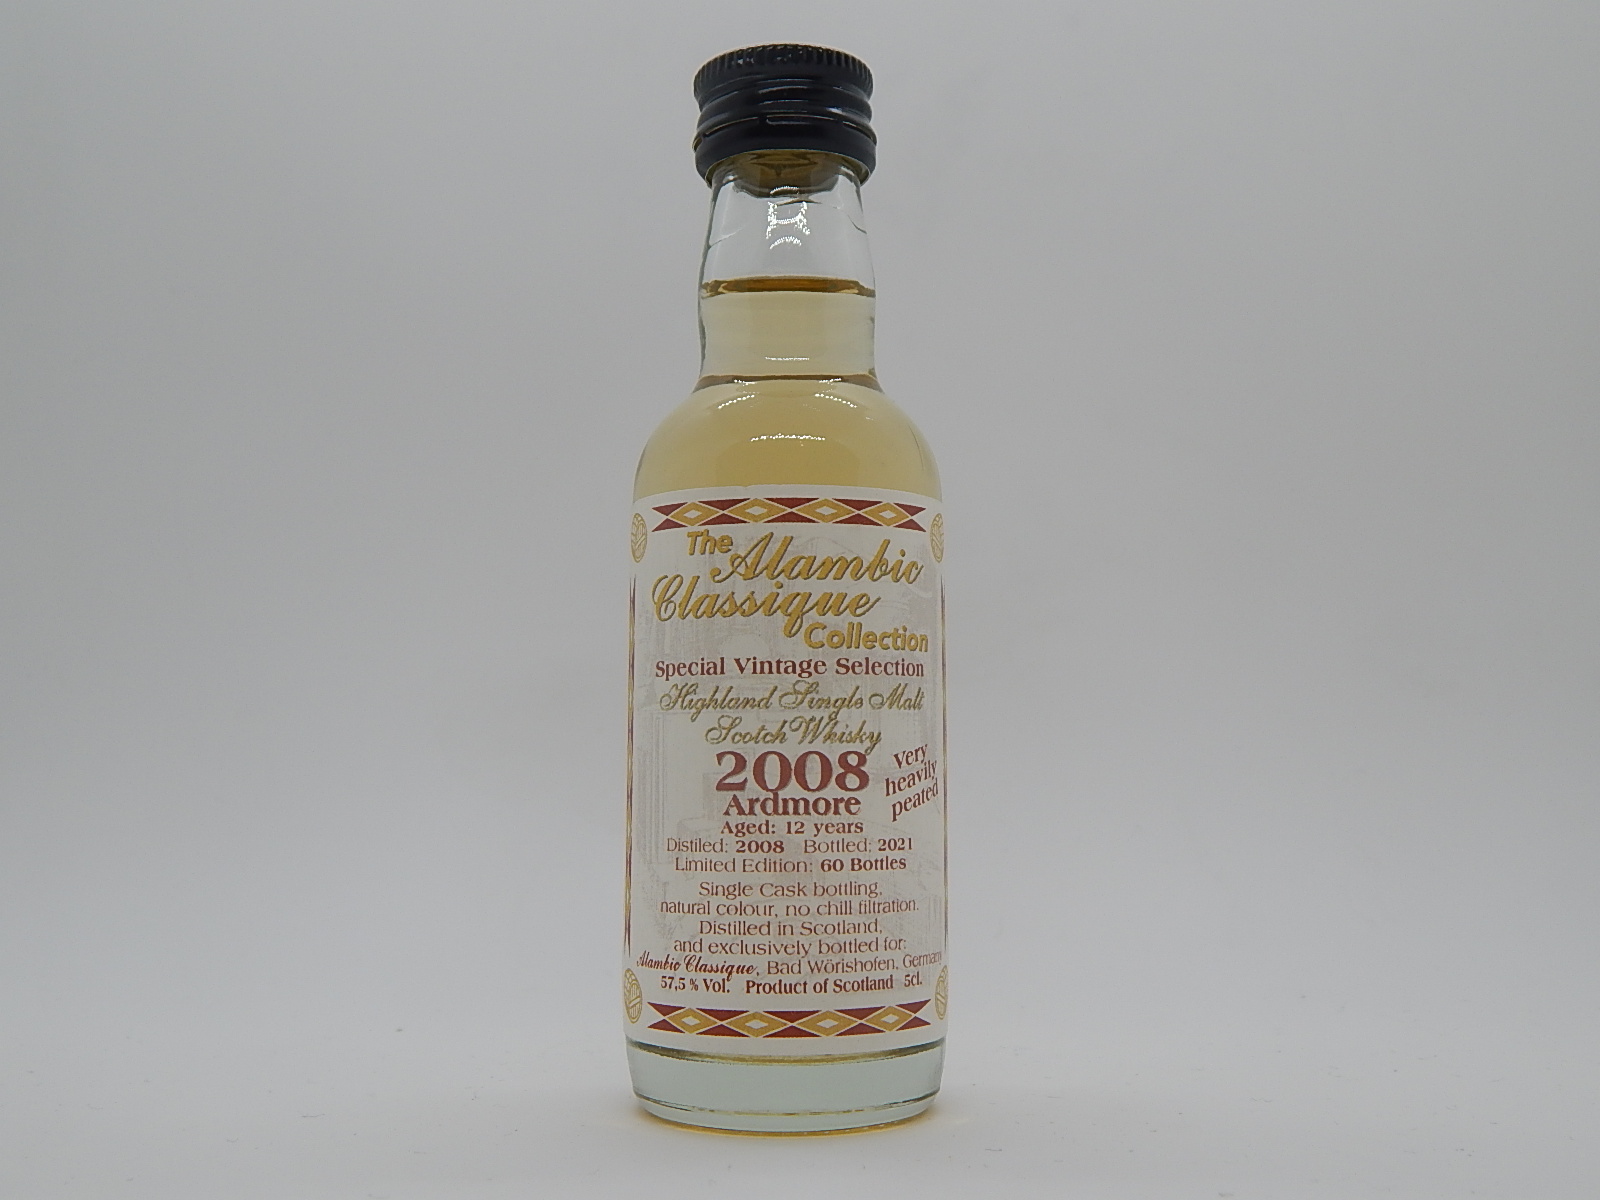 The Alambic
Classique
Collection
Special Vintage Selection
Highland Single Malt
Scotch Whisky
2008
Very
heavily
peated
Ardmore
Aged: 12 years
Distiled: 2008 Bottled: 2021
Limited Edition: 60 Bottles
Single Cask bottling,
natural colour, no chill filtration.
Distilled in Scotland,
and exclusively bottled for:
Alambic Classique, Bad Wörishofen, Germany
57,5 % Vol. Product of Scotland 5cl.